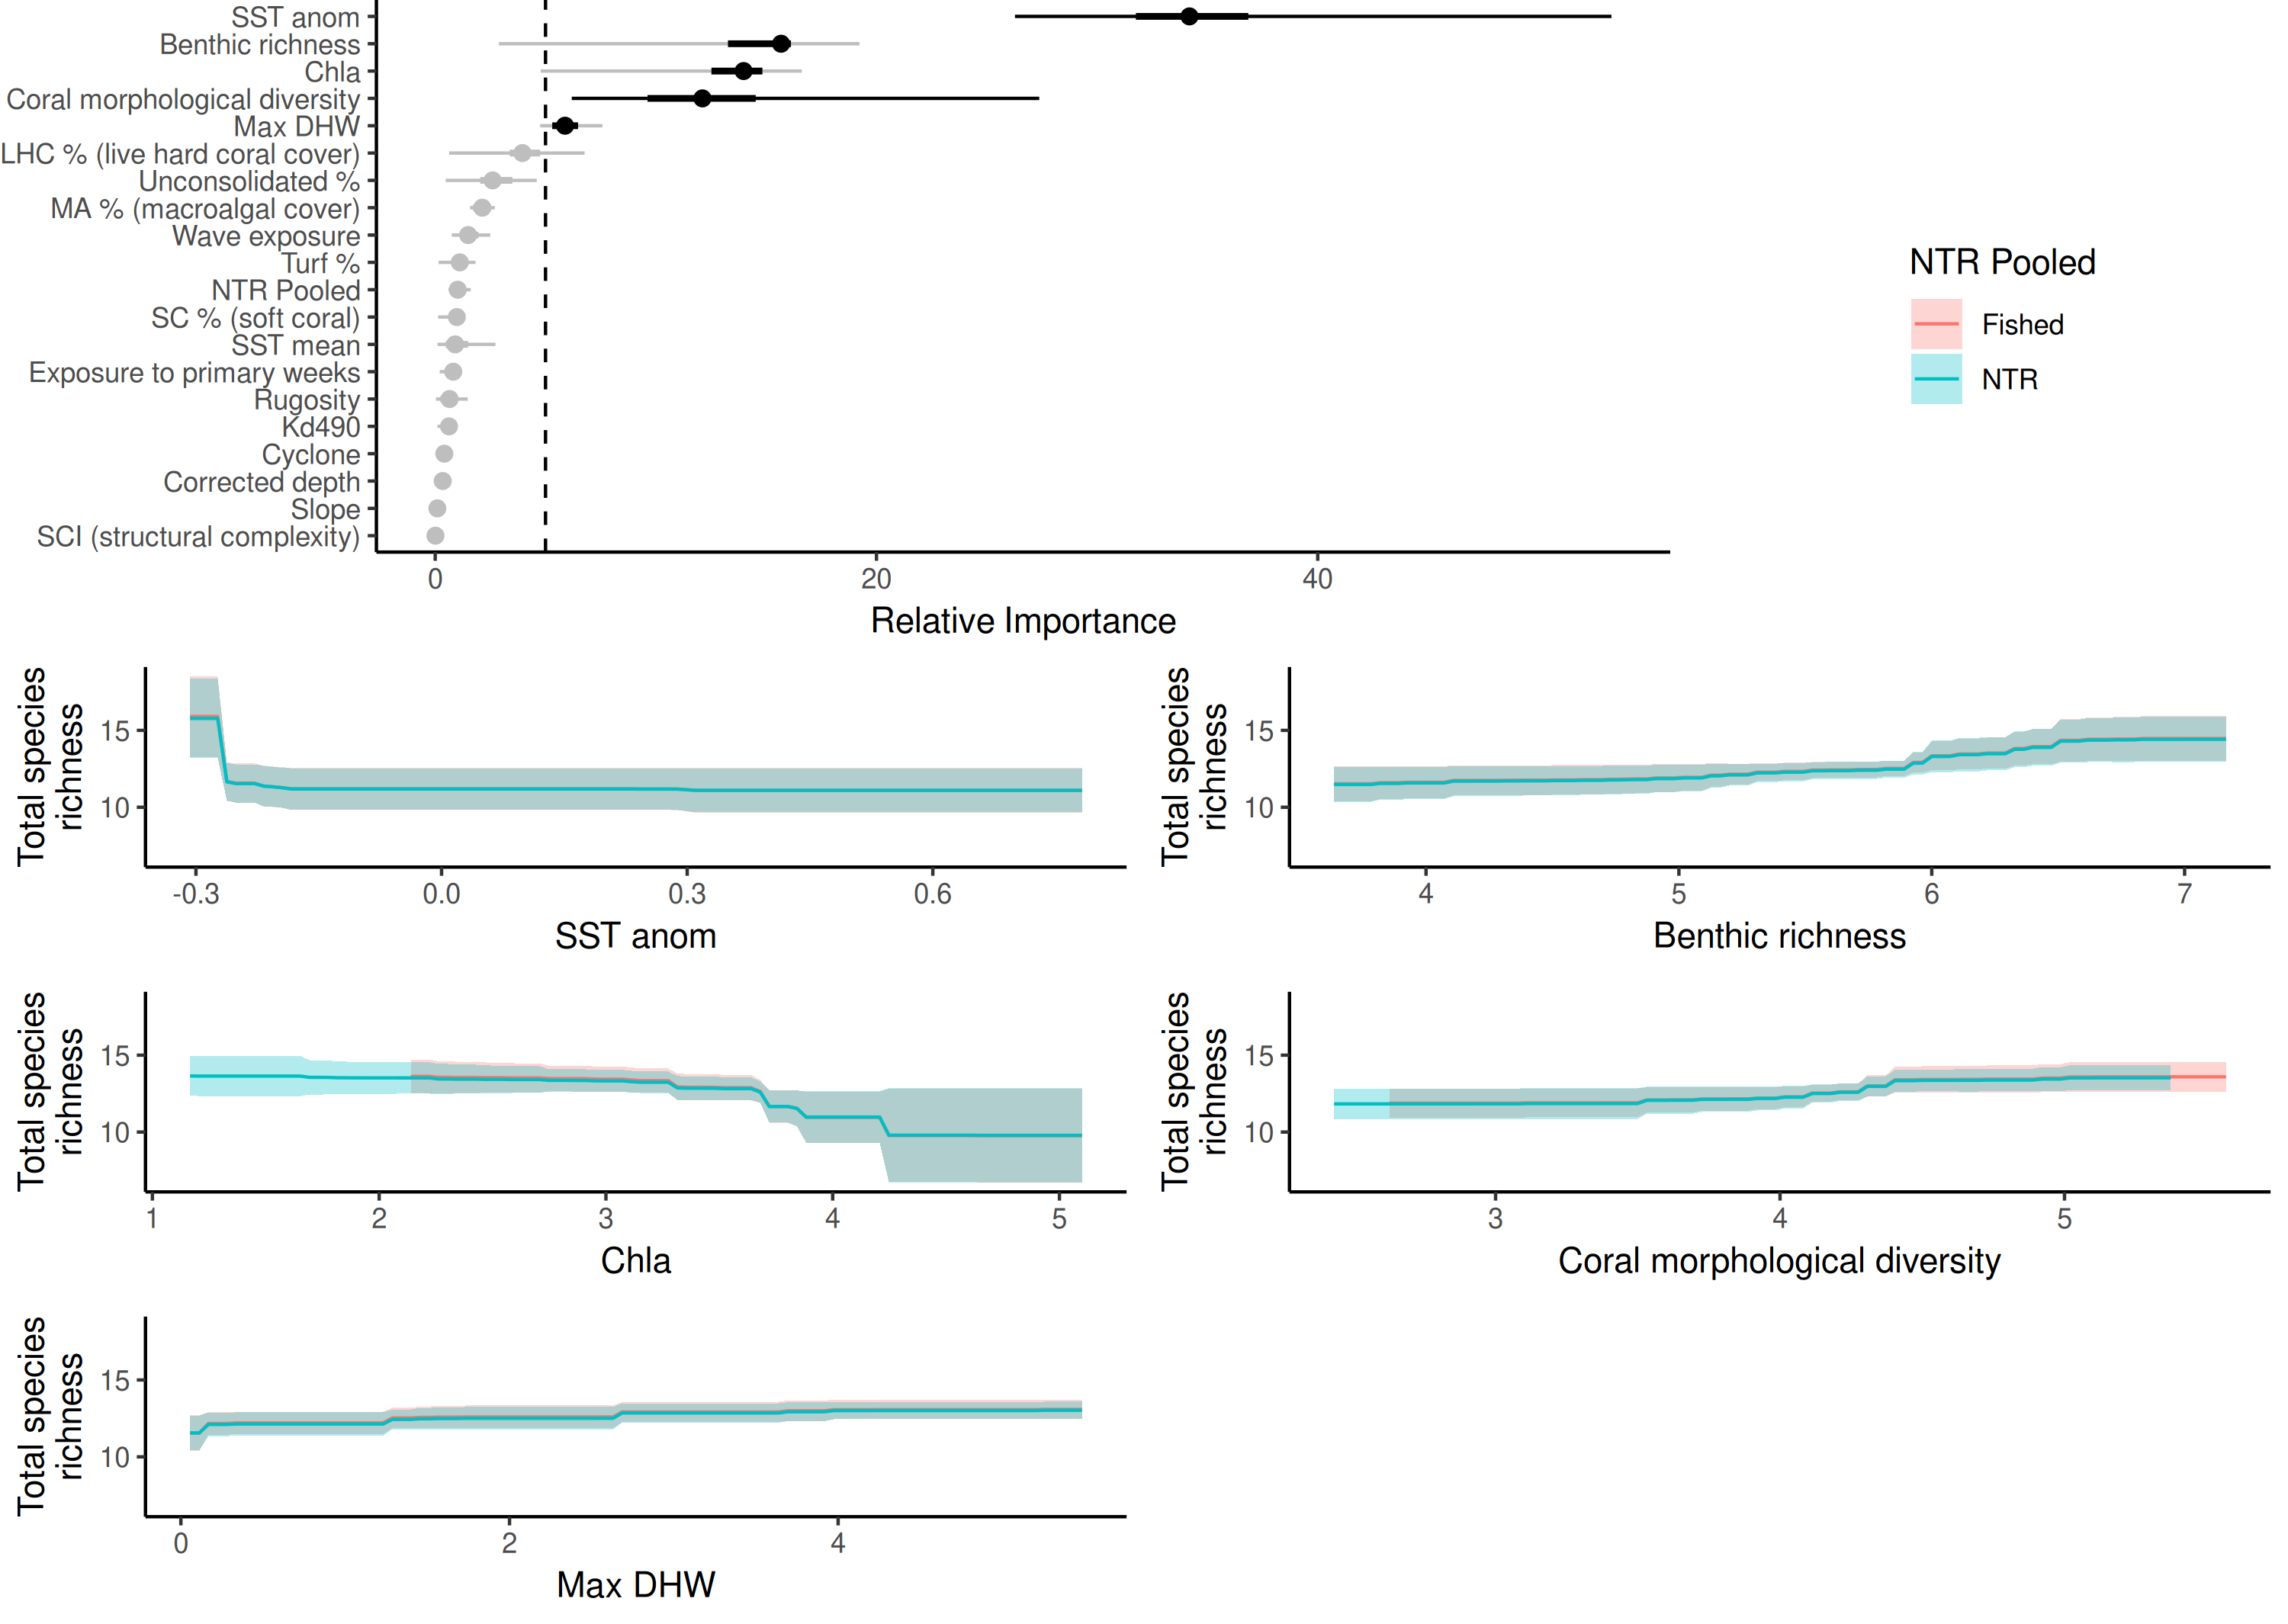 SST anom
Benthic richness
Chla
Coral morphological diversity
Max DHW
LHC % (live hard coral cover)
Unconsolidated %
MA % (macroalgal cover)
Wave exposure
Turf %
NTR Pooled
SC % (soft coral)
SST mean
Exposure to primary weeks
Rugosity
Kd490
Cyclone
Corrected depth
Slope
SCI (structural complexity)
0 20 40
Relative Importance
NTR Pooled
Fished
NTR
Total species
richness
15
10
-0.3 0.0 0.3 0.6
SST anom
Total species
richness
15
10
4 5 6 7
Benthic richness
Total species
richness
15
10
1 2 3 4 5
Chla
Total species
richness
15
10
3 4 5
Coral morphological diversity
Total species
richness
15
10
0 2 4
Max DHW